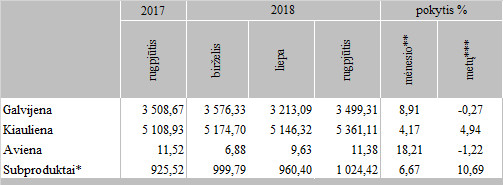 2017 2018 pokytis %
rugpjūtis birželis liepa rugpjūtis mėnesio** metų***
Galvijena 3 508,67 3 576,33 3 213,09 3 499,31 8,91 -0,27
Kiauliena 5 108,93 5 174,70 5 146,32 5 361,11 4,17 4,94
Aviena 11,52 6,88 9,63 11,38 18,21 -1,22
Subproduktai* 925,52 999,79 960,40 1 024,42 6,67 10,69